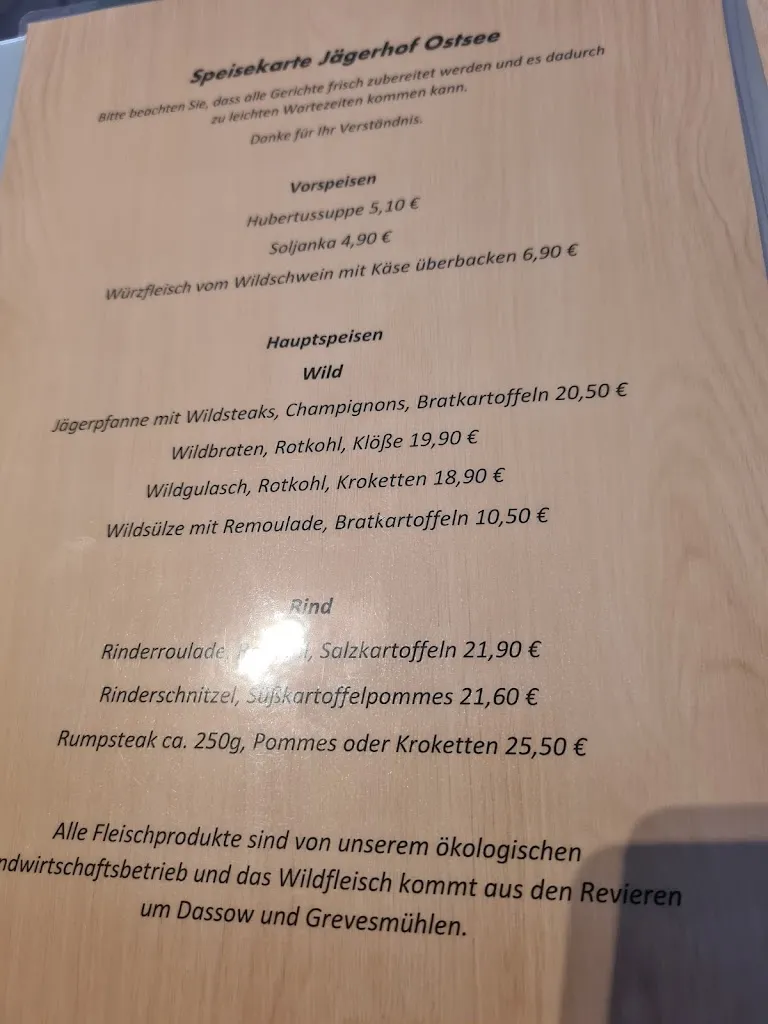 Speisekarte Jägerhof Ostsee
Bitte beachten Sie, dass alle Gerichte frisch zubereitet werden und es dadurch
zu leichten Wartezeiten kommen kann.
Danke für Ihr Verständnis.
Vorspeisen
Hubertussuppe 5,10 €
Soljanka 4,90 €
Würzfleisch vom Wildschwein mit Käse überbacken 6,90 €
Hauptspeisen
Wild
Jägerpfanne mit Wildsteaks, Champignons, Bratkartoffeln 20,50 €
Wildbraten, Rotkohl, Klöße 19,90 €
Wildgulasch, Rotkohl, Kroketten 18,90 €
Wildsülze mit Remoulade, Bratkartoffeln 10,50 €
Rind
Rinderroulade, Salzkartoffeln 21,90 €
Rinderschnitzel, Süßkartoffelpommes 21,60 €
Rumpsteak ca. 250g, Pommes oder Kroketten 25,50 €
Alle Fleischprodukte sind von unserem ökologischen
ndwirtschaftsbetrieb und das Wildfleisch kommt aus den Revieren
um Dassow und Grevesmühlen.